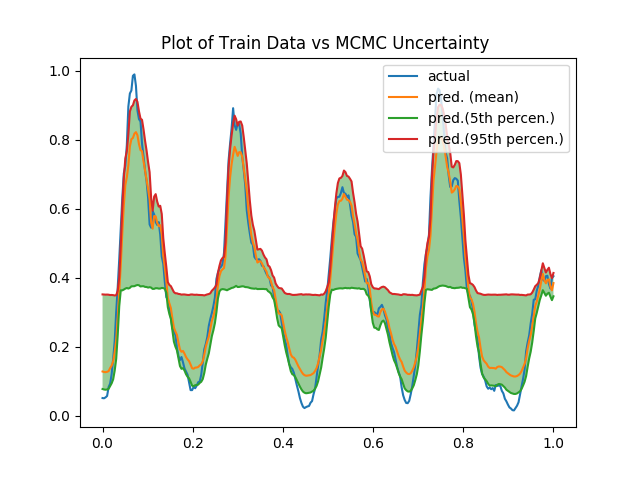 Plot of Train Data vs MCMC Uncertainty
actual
pred. (mean)
pred.(5th percen.)
pred.(95th percen.)
1.0
0.8
0.6
0.4
0.2
0.0
0.0 0.2 0.4 0.6 0.8 1.0